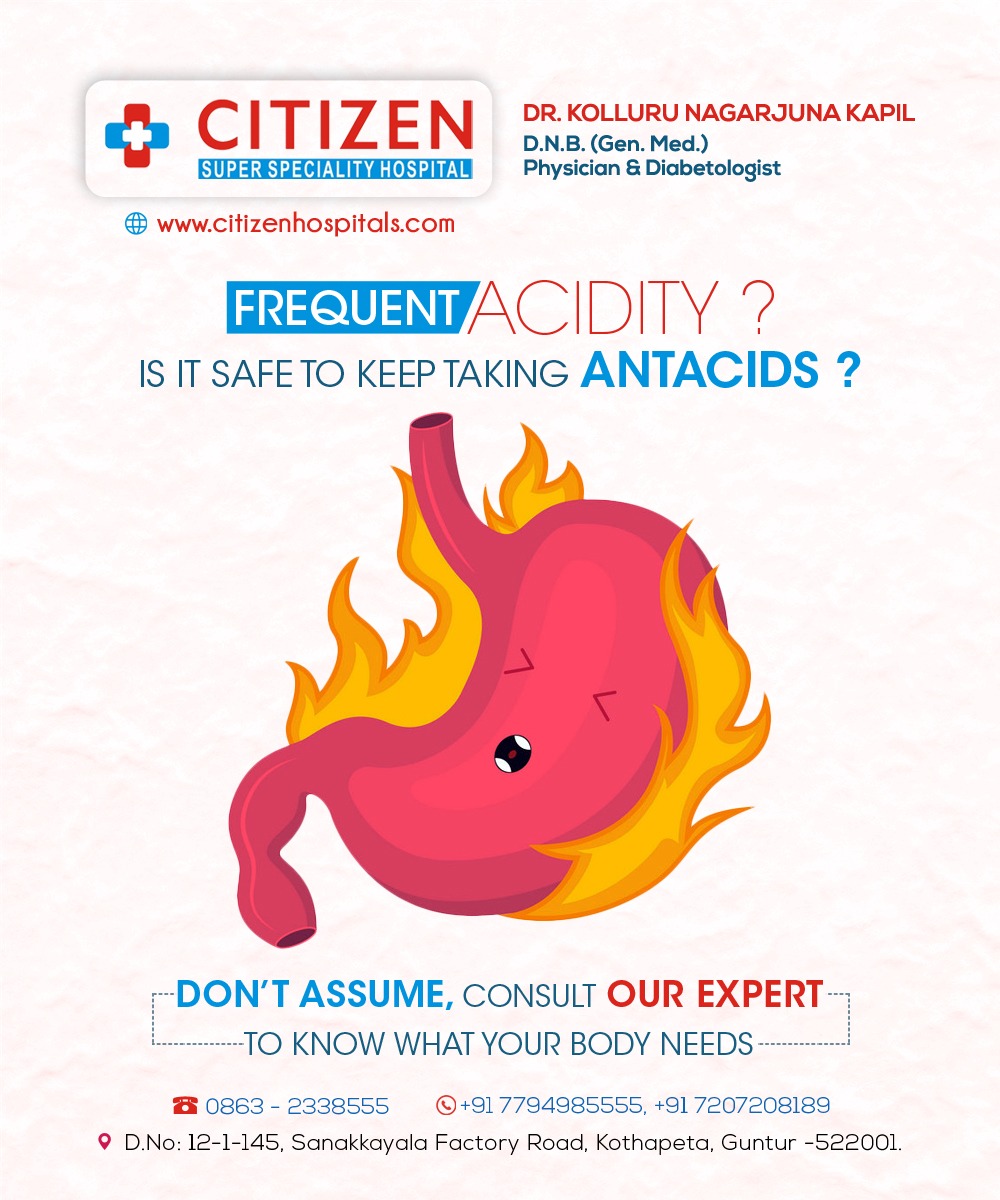 CITIZEN
SUPER SPECIALITY HOSPITAL
www.citizenhospitals.com
DR. KOLLURU NAGARJUNA KAPIL
D.N.B. (Gen. Med.)
Physician & Diabetologist
FREQUENT ACIDITY ?
IS IT SAFE TO KEEP TAKING ANTACIDS ?
DON'T ASSUME, CONSULT OUR EXPERT
TO KNOW WHAT YOUR BODY NEEDS
0863 - 2338555 +91 7794985555, +91 7207208189
D.No: 12-1-145, Sanakkayala Factory Road, Kothapeta, Guntur -522001.